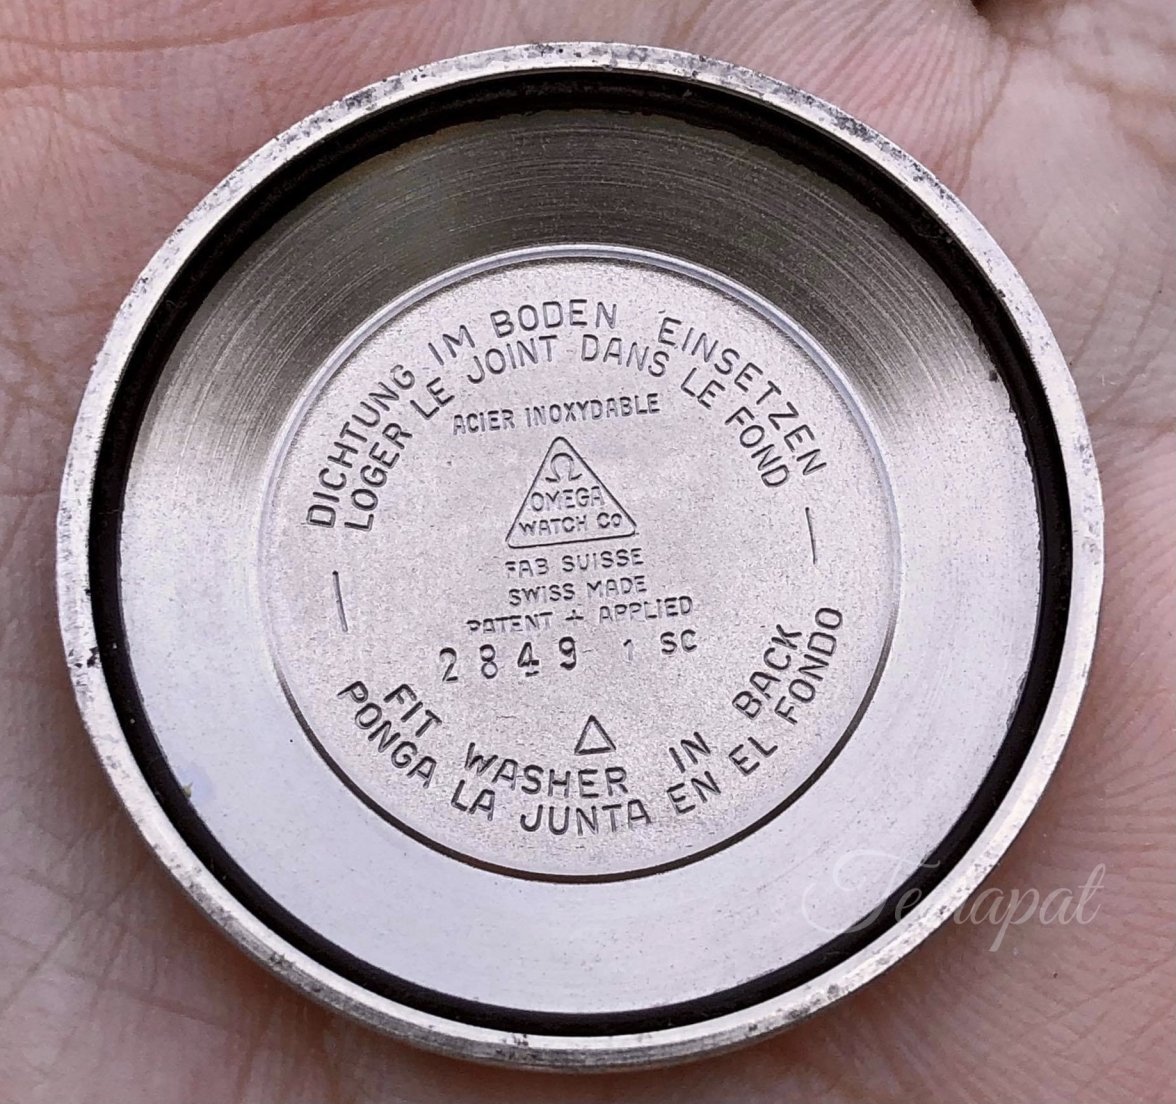 DICHTUNG IM BODEN EINSETZEN
LOGER LE JOINT DANS LE FOND
ACIER INOXYDABLE
Ω
OMEGA
WATCH Co
FAB SUISSE
SWISS MADE
PATENT + APPLIED
2849 1 SC
FIT WASHER IN BACK
PONGA LA JUNTA EN EL FONDO